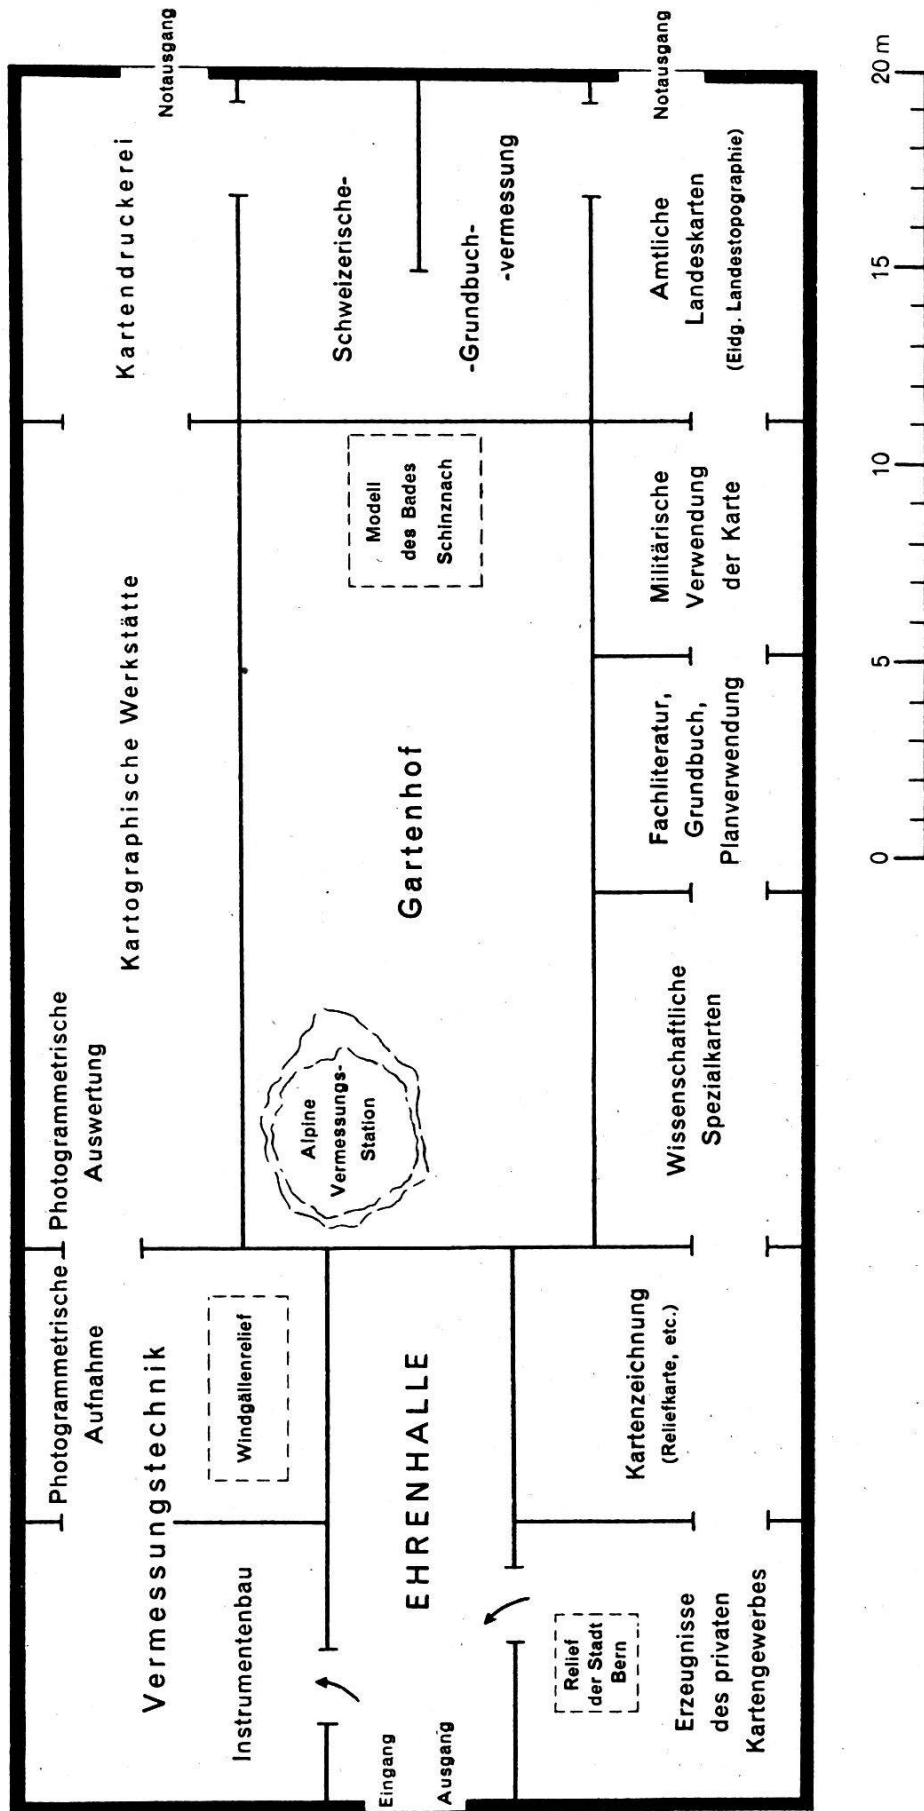 Photogrammetrische
Aufnahme
Photogrammetrische
Auswertung
Kartographische Werkstätte
Kartendruckerei
Notausgang
Vermessungstechnik
Instrumentenbau
Windgällenrelief
Alpine
Vermessungs-
Station
Gartenhof
Modell
des Bades
Schinznach
Schweizerische-
-Grundbuch-
-vermessung
Eingang
Ausgang
EHRENHALLE
Relief
der Stadt
Bern
Erzeugnisse
des privaten
Kartengewerbes
Kartenzeichnung
(Reliefkarte, etc.)
Wissenschaftliche
Spezialkarten
Fachliteratur,
Grundbuch,
Planverwendung
Militärische
Verwendung
der Karte
Amtliche
Landeskarten
(Eidg. Landestopographie)
Notausgang
0 5 10 15 20 m